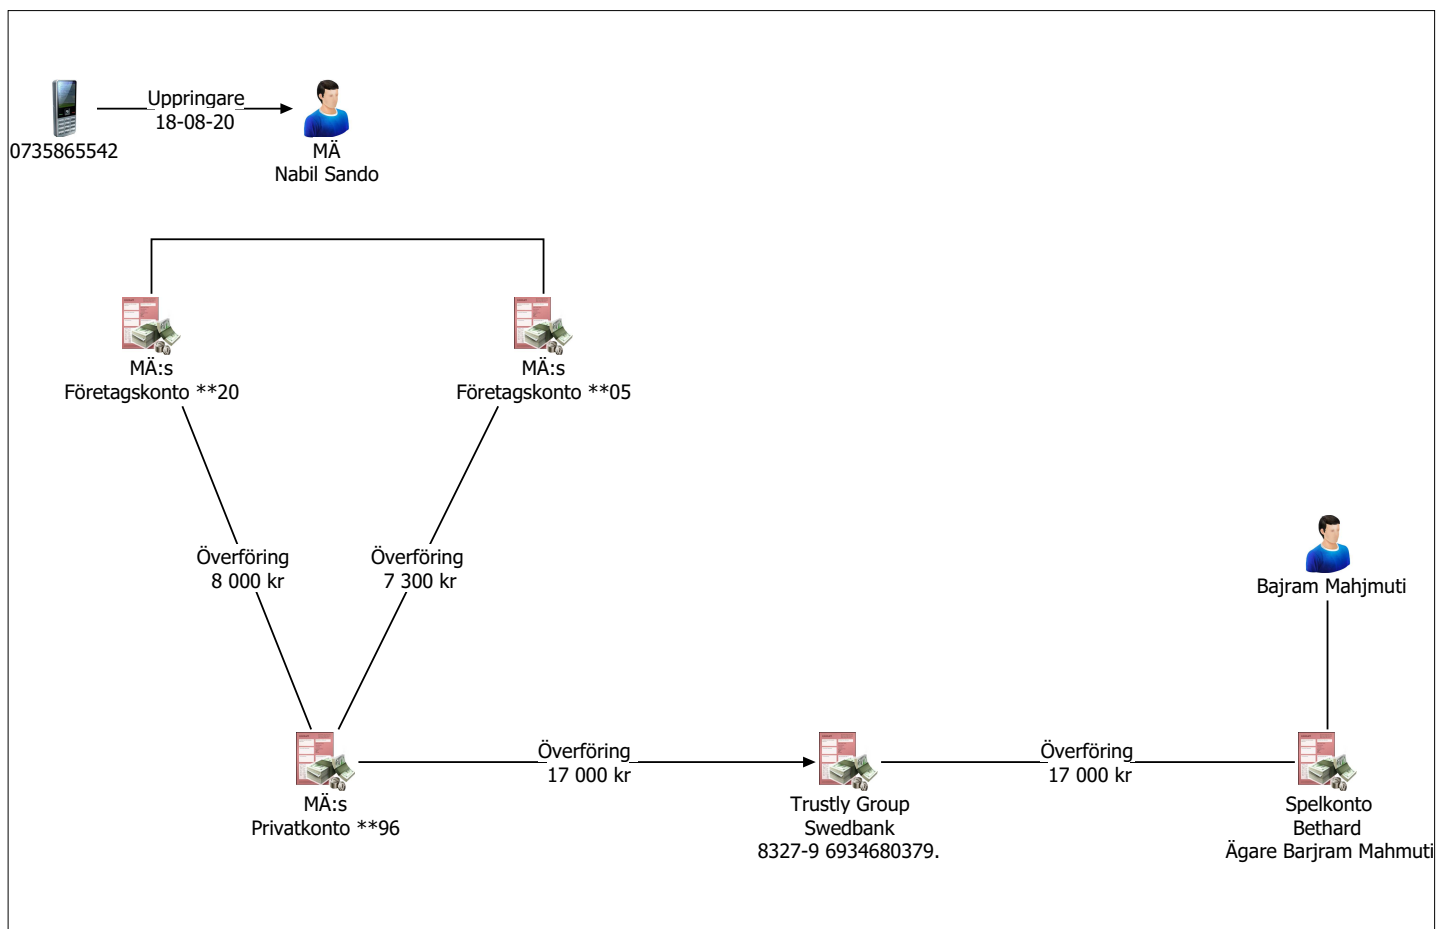 Uppringare
18-08-20
0735865542
MÄ
Nabil Sando
MÄ:s
Företagskonto **20
MÄ:s
Företagskonto **05
Överföring
8 000 kr
Överföring
7 300 kr
Bajram Mahjmuti
Överföring
17 000 kr
Överföring
17 000 kr
MÄ:s
Privatkonto **96
Trustly Group
Swedbank
8327-9 6934680379.
Spelkonto
Bethard
Ägare Barjram Mahmuti